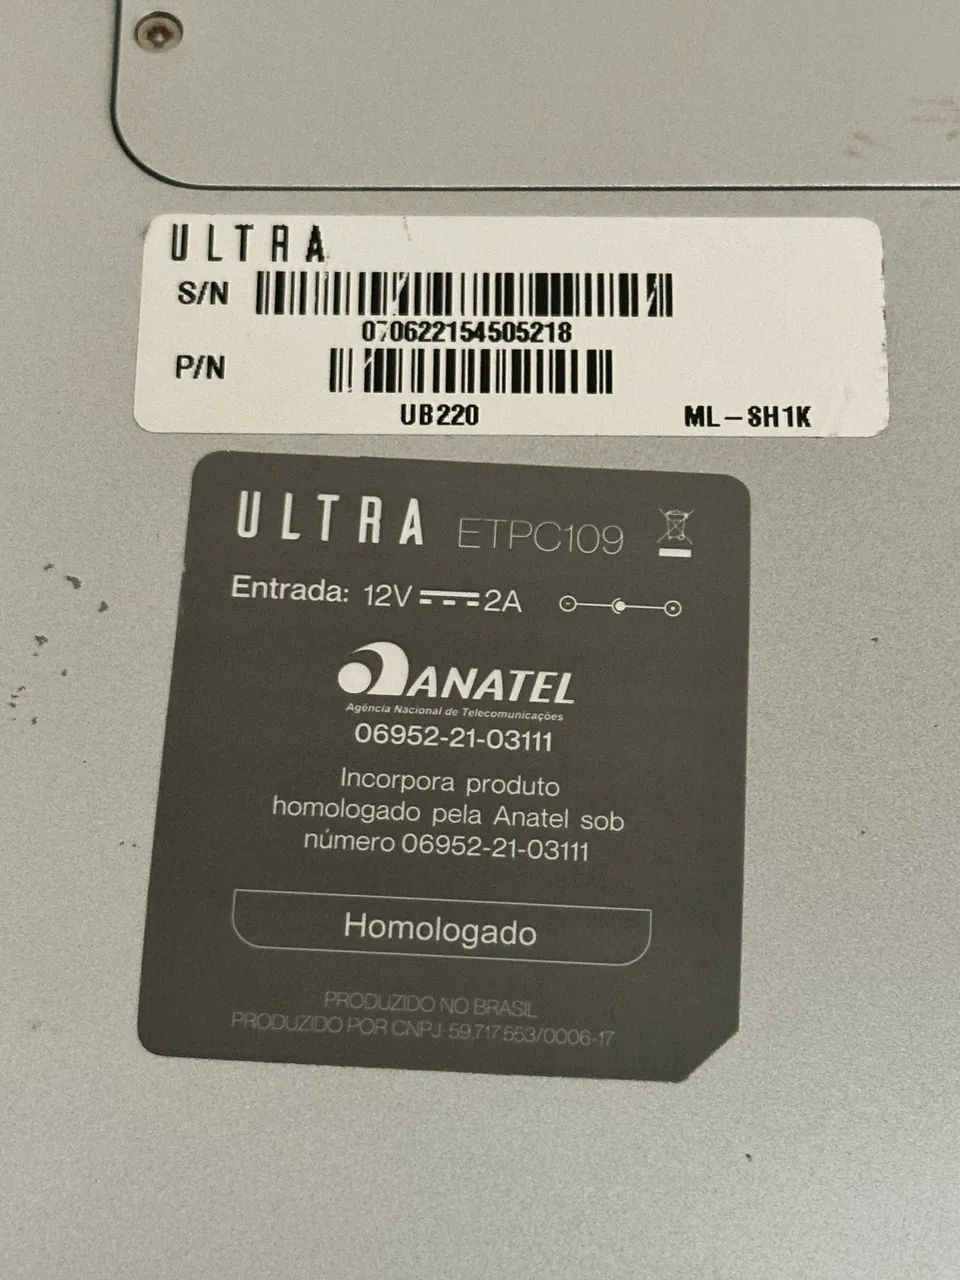 ULTRA
S/N
070622154505218
P/N
UB220 ML-SH1K
ULTRA ETPC109
Entrada: 12V 2A
ANATEL
Agência Nacional de Telecomunicações
06952-21-03111
Incorpora produto
homologado pela Anatel sob
número 06952-21-03111
Homologado
PRODUZIDO NO BRASIL
PRODUZIDO POR CNPJ: 59.717.553/0006-17